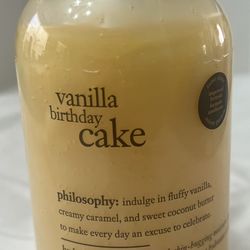 vanilla
birthday
cake
philosophy: indulge in fluffy vanilla,
creamy caramel, and sweet coconut butter
to make every day an excuse to celebrate.